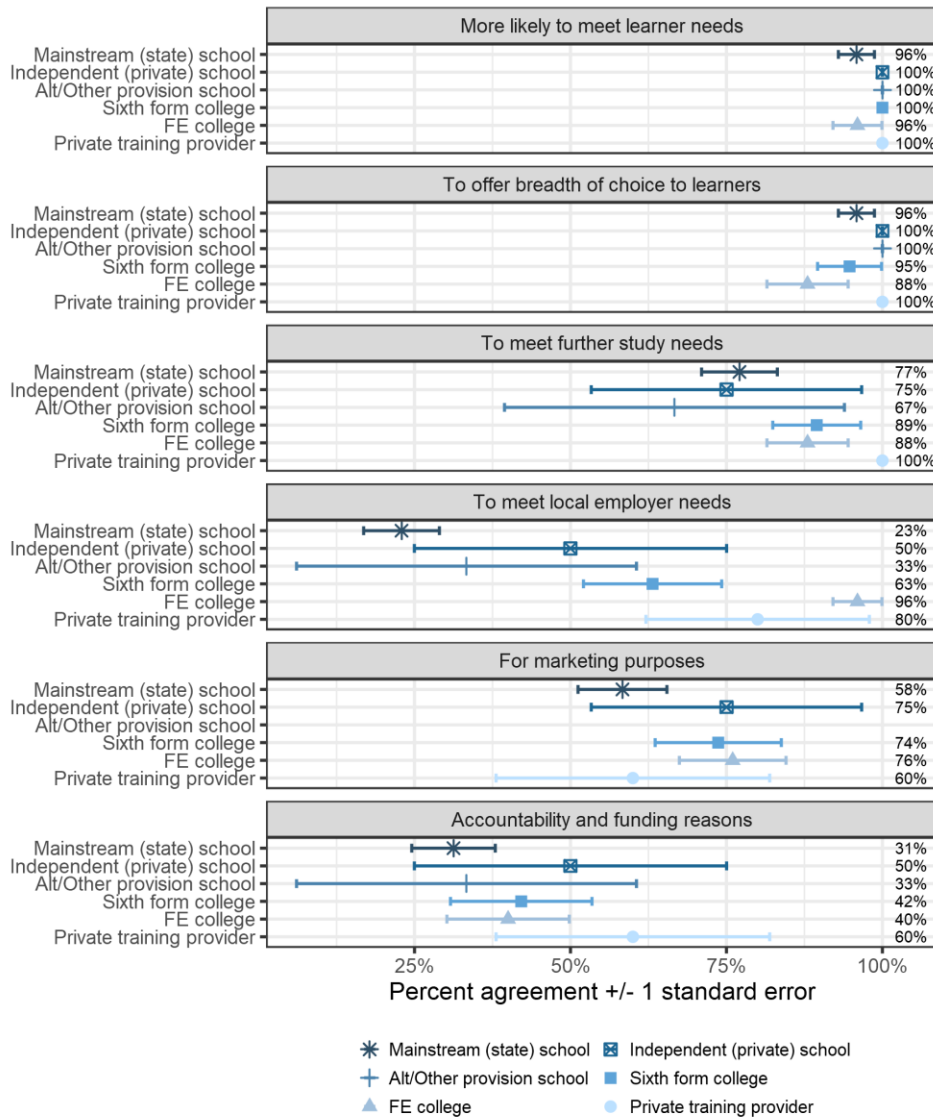 More likely to meet learner needs
Mainstream (state) school 96%
Independent (private) school 100%
Alt/Other provision school 100%
Sixth form college 100%
FE college 96%
Private training provider 100%
To offer breadth of choice to learners
Mainstream (state) school 96%
Independent (private) school 100%
Alt/Other provision school 100%
Sixth form college 95%
FE college 88%
Private training provider 100%
To meet further study needs
Mainstream (state) school 77%
Independent (private) school 75%
Alt/Other provision school 67%
Sixth form college 89%
FE college 88%
Private training provider 100%
To meet local employer needs
Mainstream (state) school 23%
Independent (private) school 50%
Alt/Other provision school 33%
Sixth form college 63%
FE college 96%
Private training provider 80%
For marketing purposes
Mainstream (state) school 58%
Independent (private) school 75%
Alt/Other provision school
Sixth form college 74%
FE college 76%
Private training provider 60%
Accountability and funding reasons
Mainstream (state) school 31%
Independent (private) school 50%
Alt/Other provision school 33%
Sixth form college 42%
FE college 40%
Private training provider 60%
25% 50% 75% 100%
Percent agreement +/- 1 standard error
Mainstream (state) school Independent (private) school
Alt/Other provision school Sixth form college
FE college Private training provider